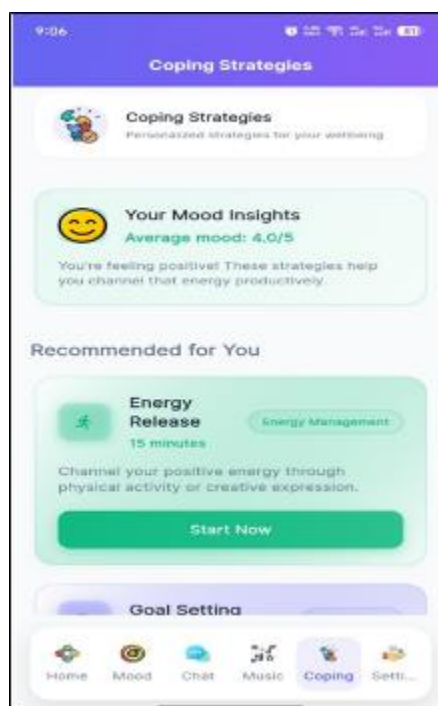 9:06
Coping Strategies
Coping Strategies
Personalized strategies for your wellbeing
Your Mood Insights
Average mood: 4.0/5
You're feeling positive! These strategies help
you channel that energy productively.
Recommended for You
Energy
Release
Energy Management
15 minutes
Channel your positive energy through
physical activity or creative expression.
Start Now
Goal Setting
Home Mood Chat Music Coping Setti...